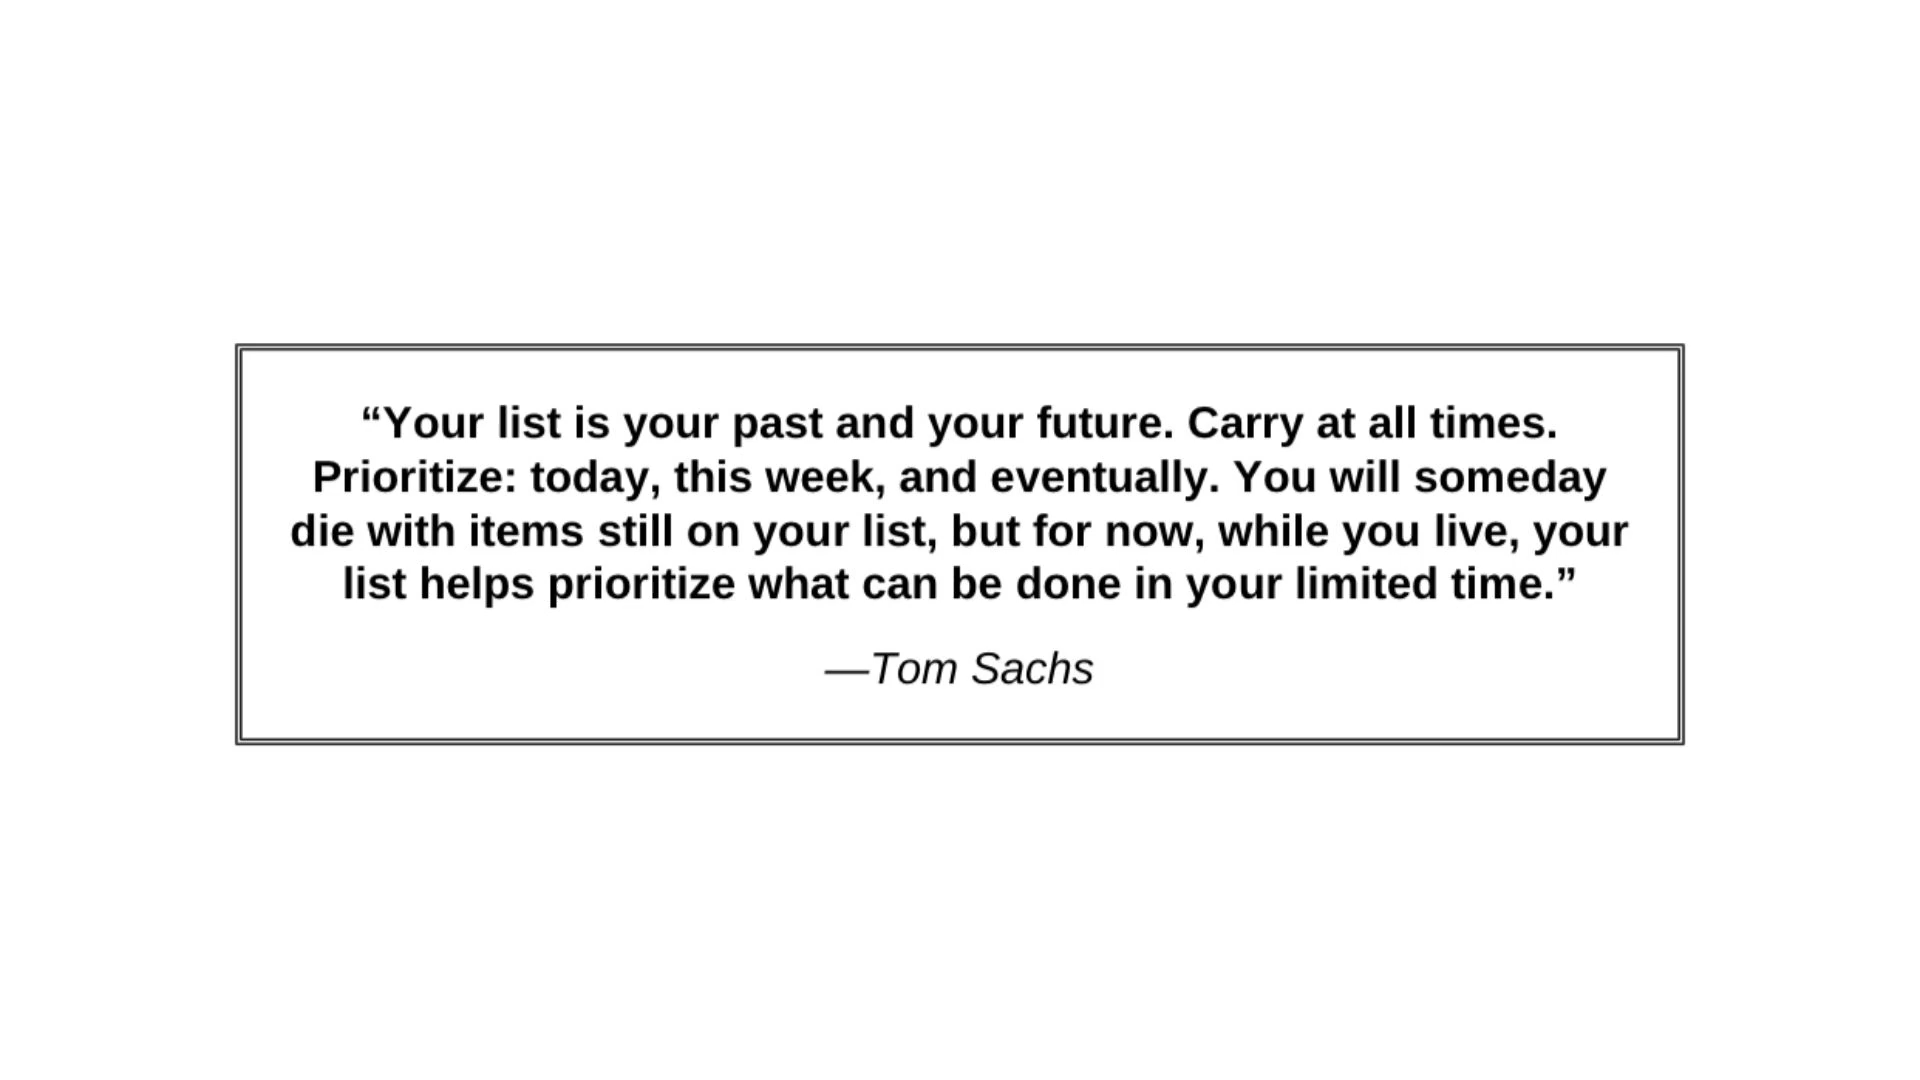 “Your list is your past and your future. Carry at all times.
Prioritize: today, this week, and eventually. You will someday
die with items still on your list, but for now, while you live, your
list helps prioritize what can be done in your limited time.”
—Tom Sachs